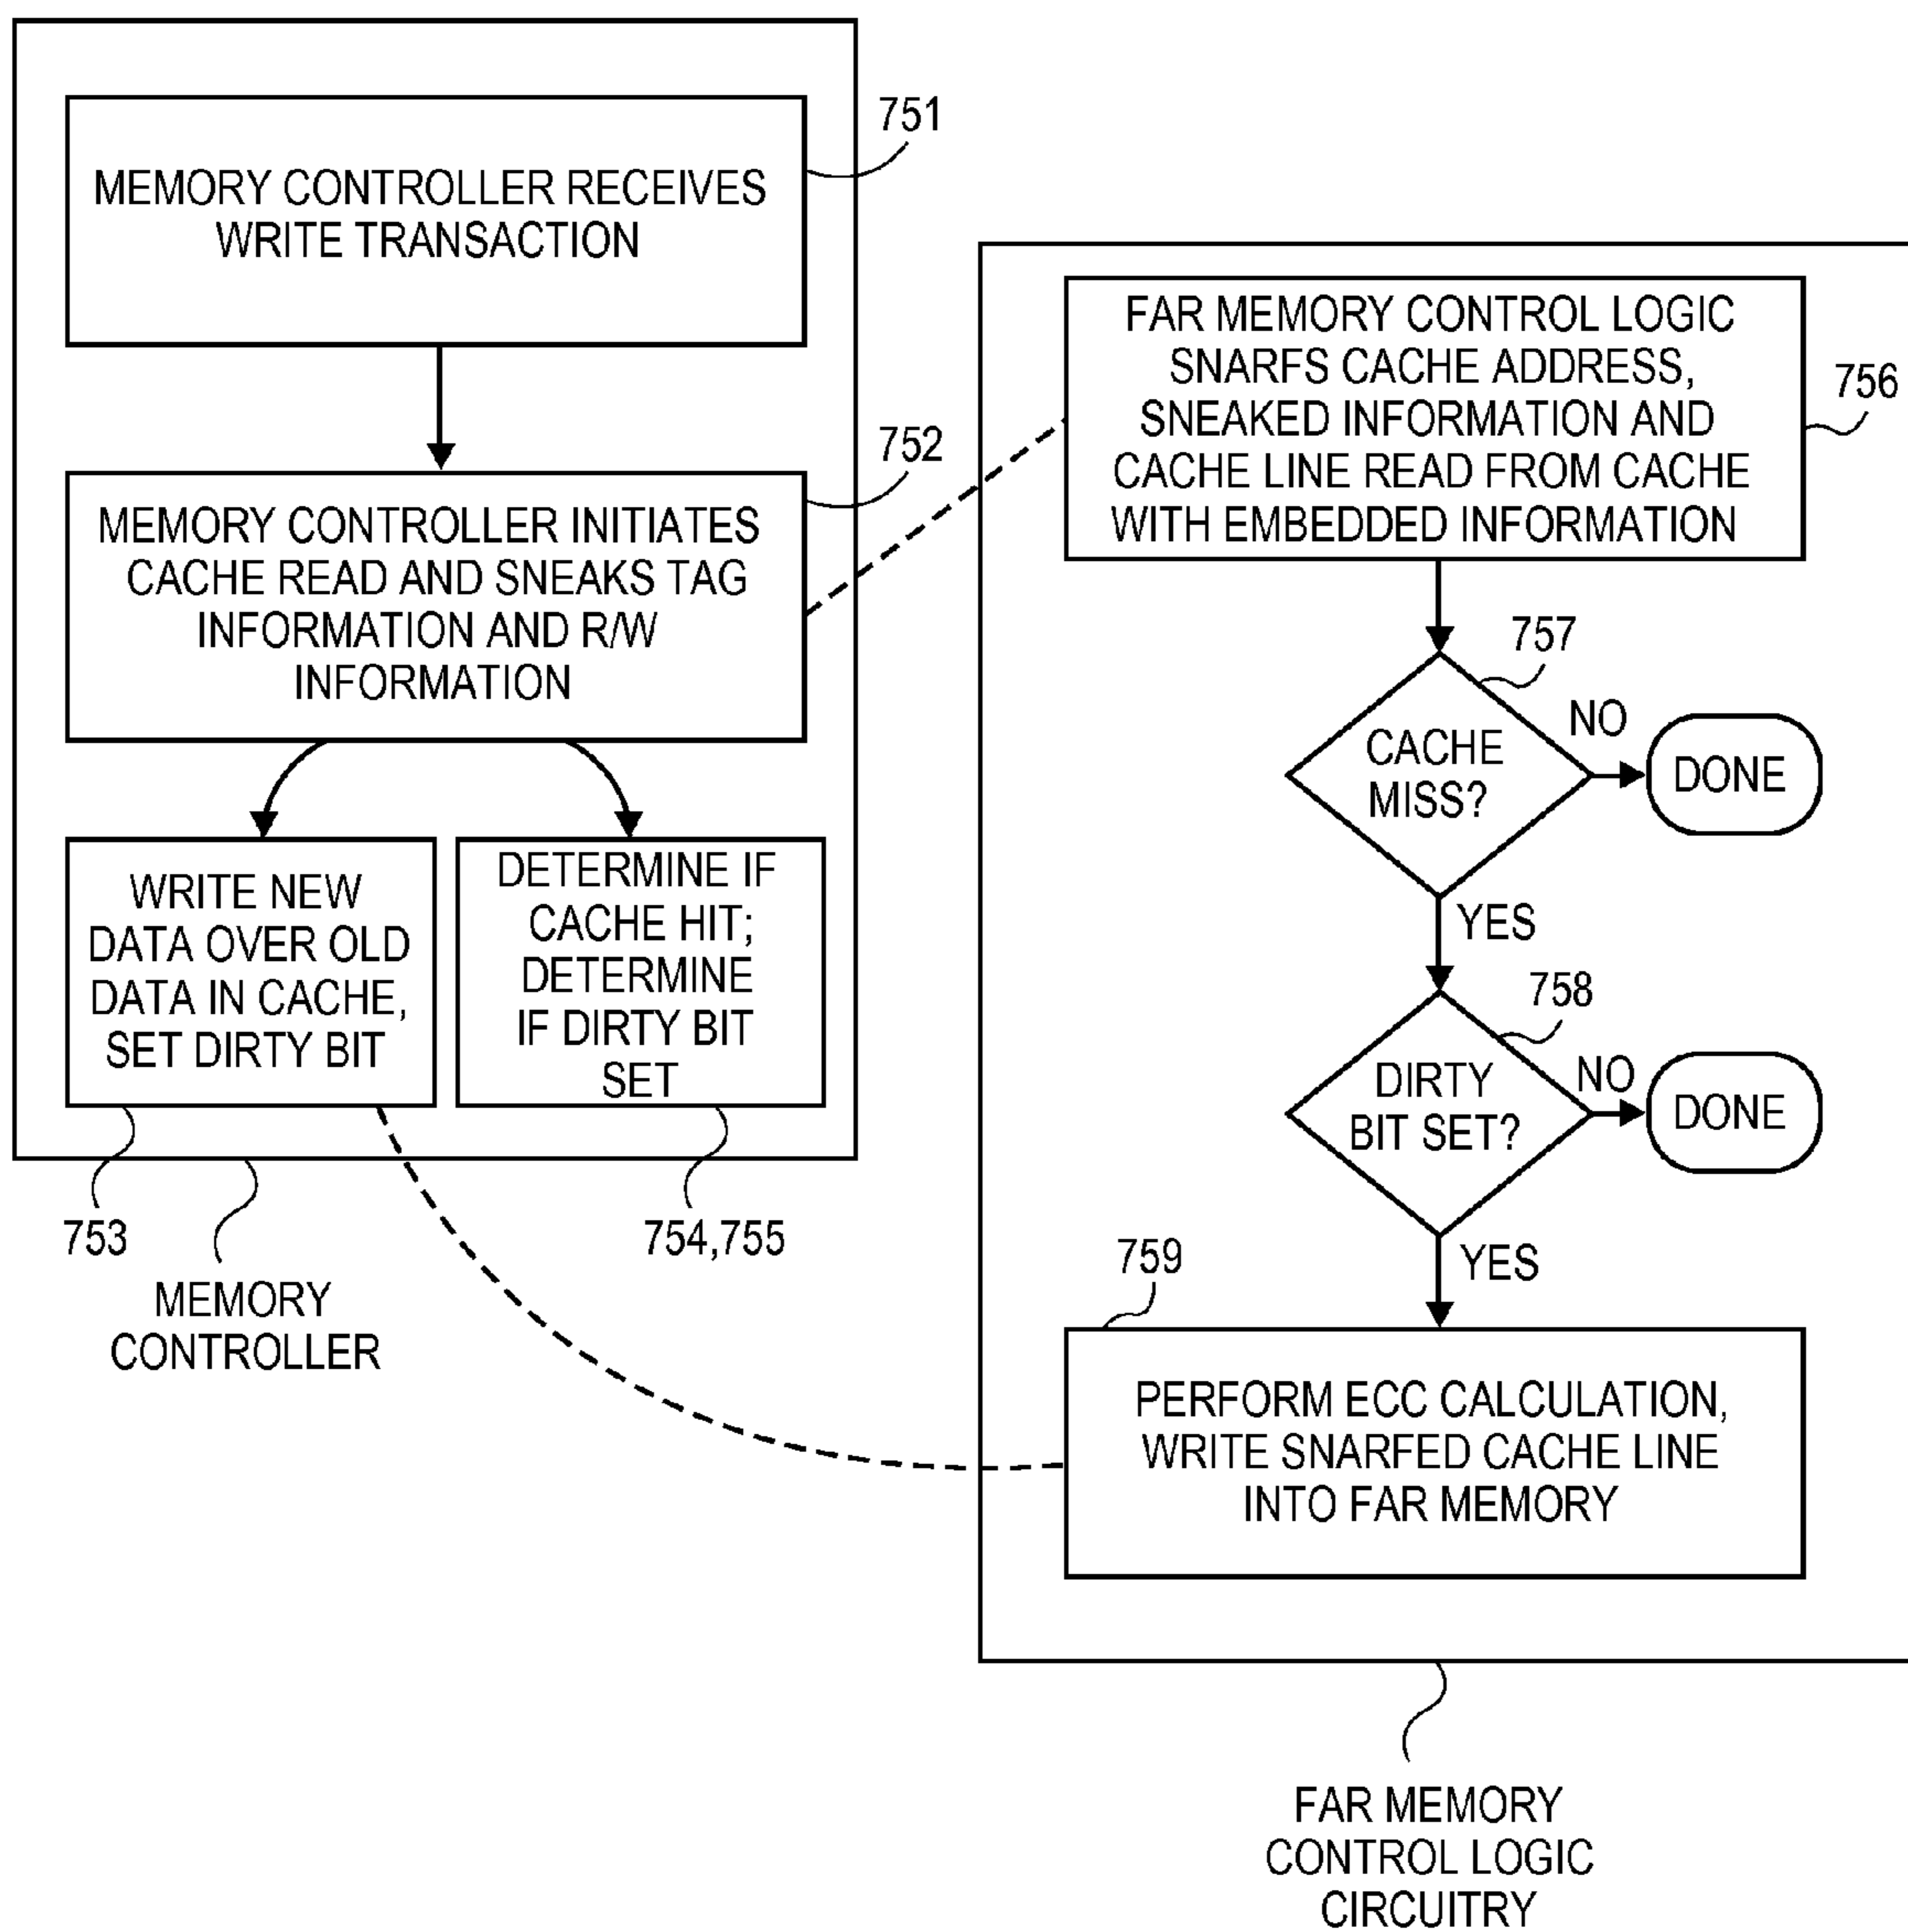 751
MEMORY CONTROLLER RECEIVES
WRITE TRANSACTION
752
MEMORY CONTROLLER INITIATES
CACHE READ AND SNEAKS TAG
INFORMATION AND R/W
INFORMATION
WRITE NEW
DATA OVER OLD
DATA IN CACHE,
SET DIRTY BIT
753
DETERMINE IF
CACHE HIT;
DETERMINE
IF DIRTY BIT
SET
754,755
MEMORY
CONTROLLER
FAR MEMORY CONTROL LOGIC
SNARFS CACHE ADDRESS,
SNEAKED INFORMATION AND
CACHE LINE READ FROM CACHE
WITH EMBEDDED INFORMATION
756
757
CACHE
MISS?
NO
DONE
YES
758
DIRTY
BIT SET?
NO
DONE
YES
759
PERFORM ECC CALCULATION,
WRITE SNARFED CACHE LINE
INTO FAR MEMORY
FAR MEMORY
CONTROL LOGIC
CIRCUITRY